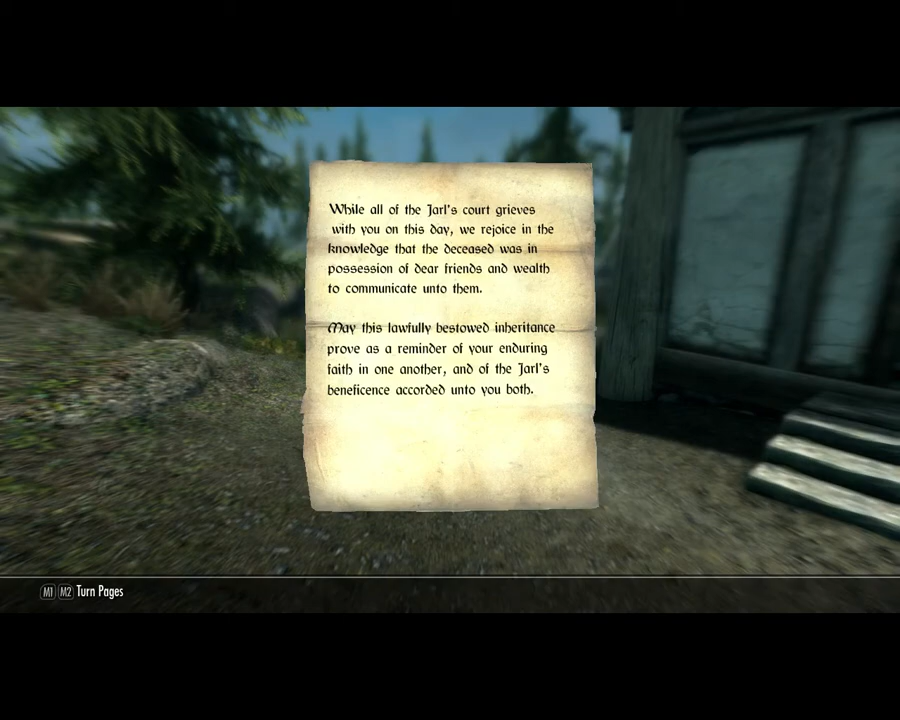 While all of the Jarl's court grieves
with you on this day, we rejoice in the
knowledge that the deceased was in
possession of dear friends and wealth
to communicate unto them.
May this lawfully bestowed inheritance
prove as a reminder of your enduring
faith in one another, and of the Jarl's
beneficence accorded unto you both.
M1 M2 Turn Pages